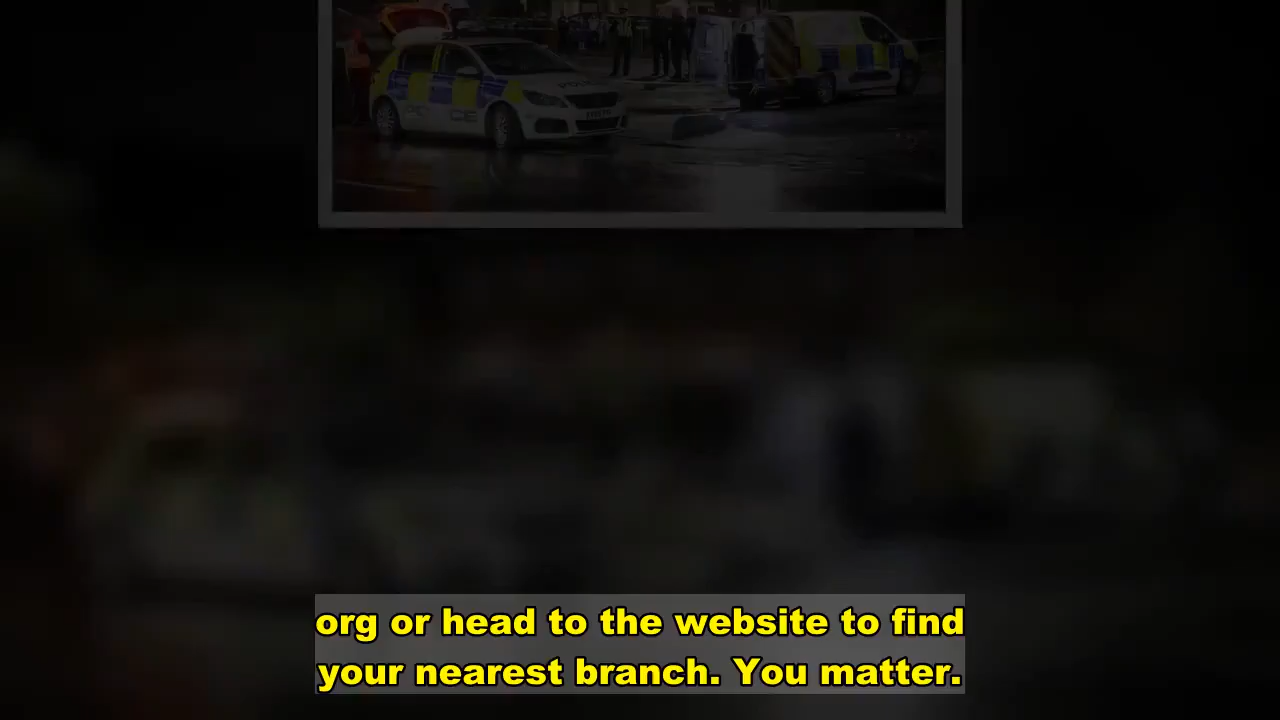 org or head to the website to find
your nearest branch. You matter.